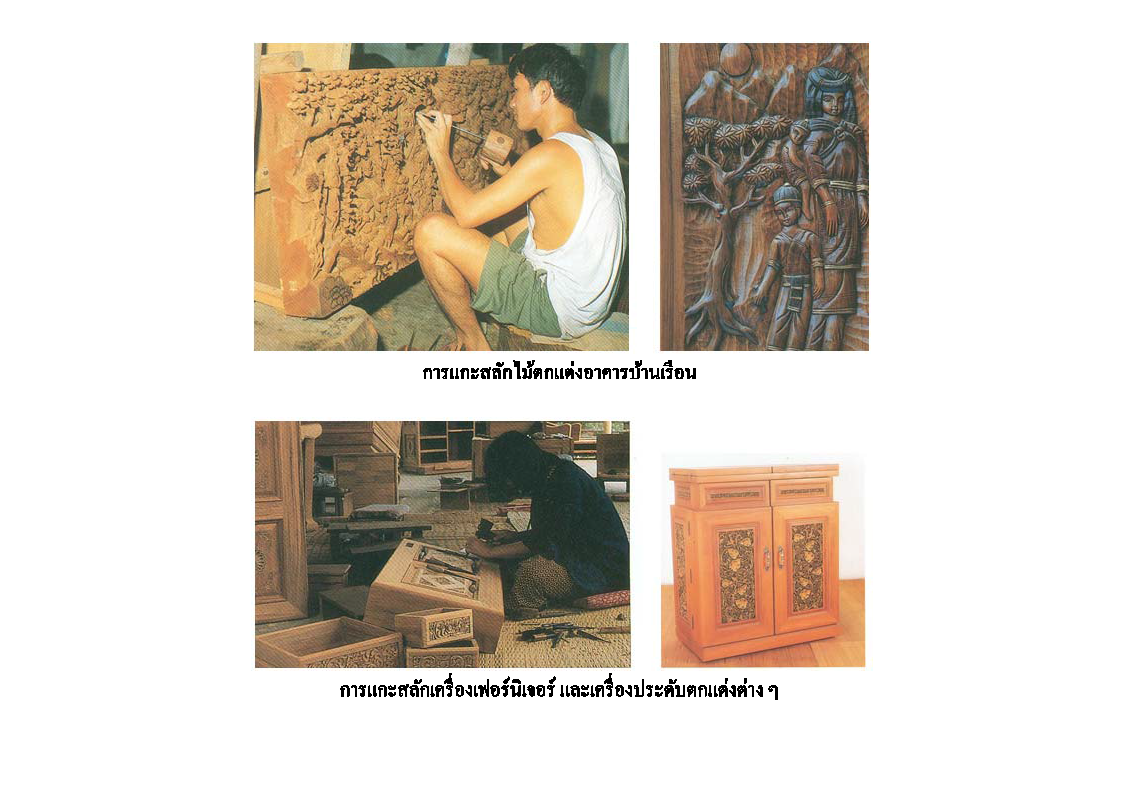 การแกะสลักไม้ตกแต่งอาคารบ้านเรือน
การแกะสลักเครื่องเฟอร์นิเจอร์ และเครื่องประดับตกแต่งต่าง ๆ